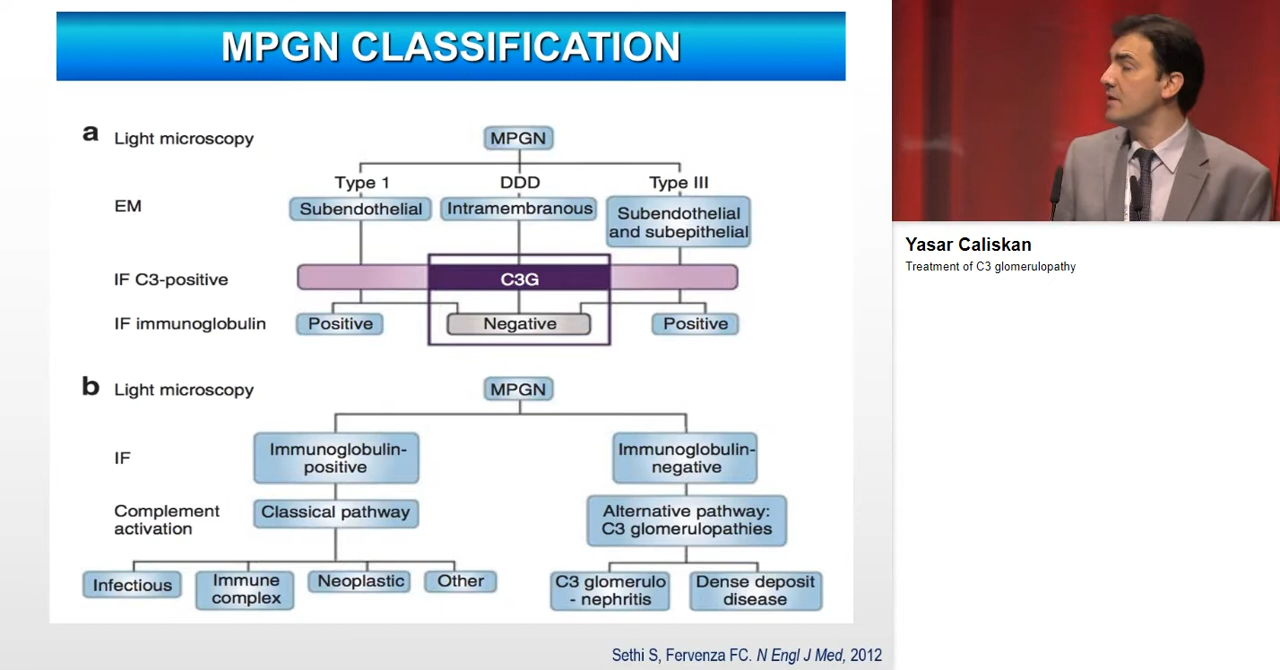 MPGN CLASSIFICATION
a
Light microscopy
MPGN
Type 1
DDD
Type III
EM
Subendothelial
Intramembranous
Subendothelial
and subepithelial
IF C3-positive
C3G
IF immunoglobulin
Positive
Negative
Positive
b
Light microscopy
MPGN
IF
Immunoglobulin-
positive
Immunoglobulin-
negative
Complement
activation
Classical pathway
Alternative pathway:
C3 glomerulopathies
Infectious
Immune
complex
Neoplastic
Other
C3 glomerulo
- nephritis
Dense deposit
disease
Sethi S, Fervenza FC. N Engl J Med, 2012
Yasar Caliskan
Treatment of C3 glomerulopathy